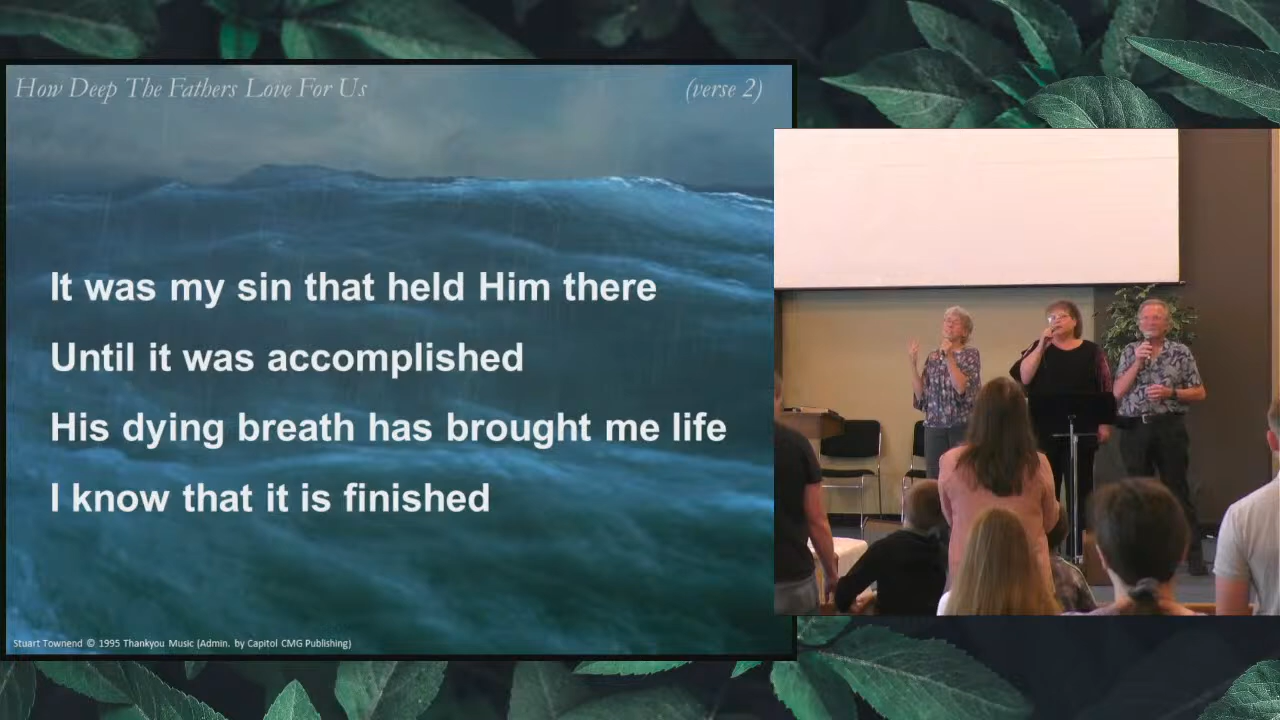 How Deep The Fathers Love For Us
(verse 2)
It was my sin that held Him there
Until it was accomplished
His dying breath has brought me life
I know that it is finished
Stuart Townend © 1995 Thankyou Music (Admin. by Capitol CMG Publishing)